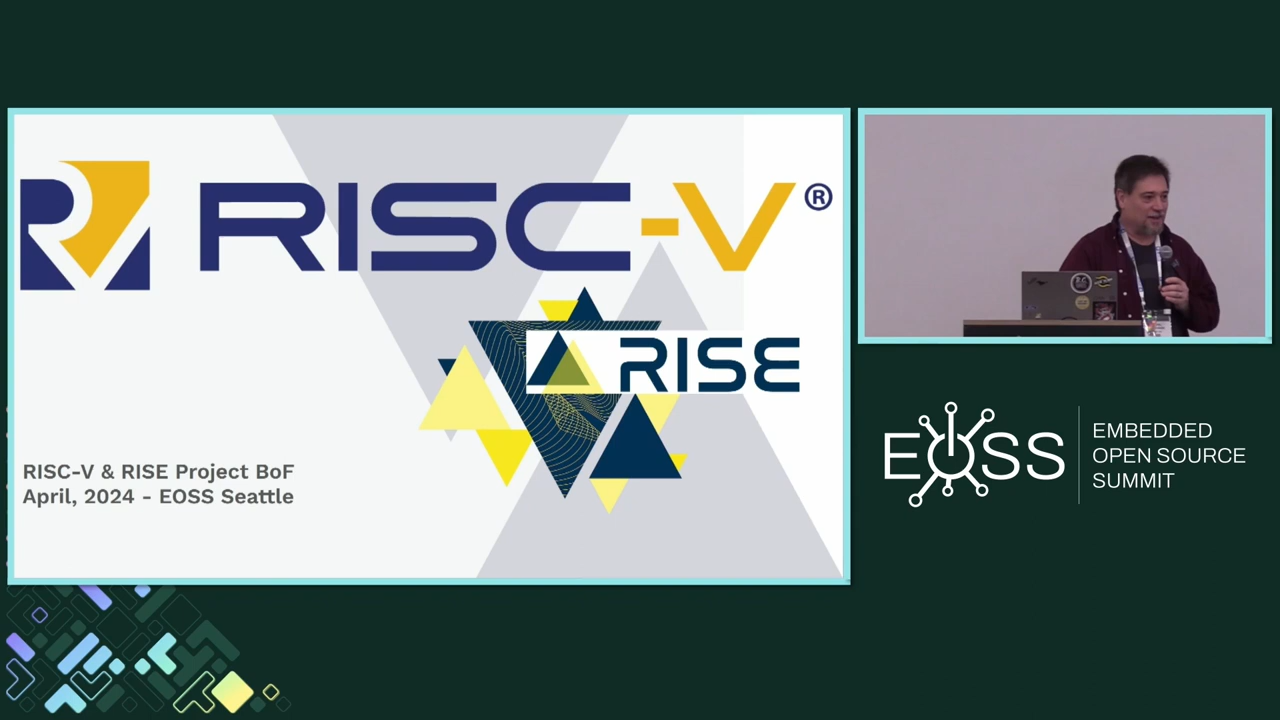 RISC-V®
RISE
RISC-V & RISE Project BoF
April, 2024 - EOSS Seattle
EOSS
EMBEDDED
OPEN SOURCE
SUMMIT